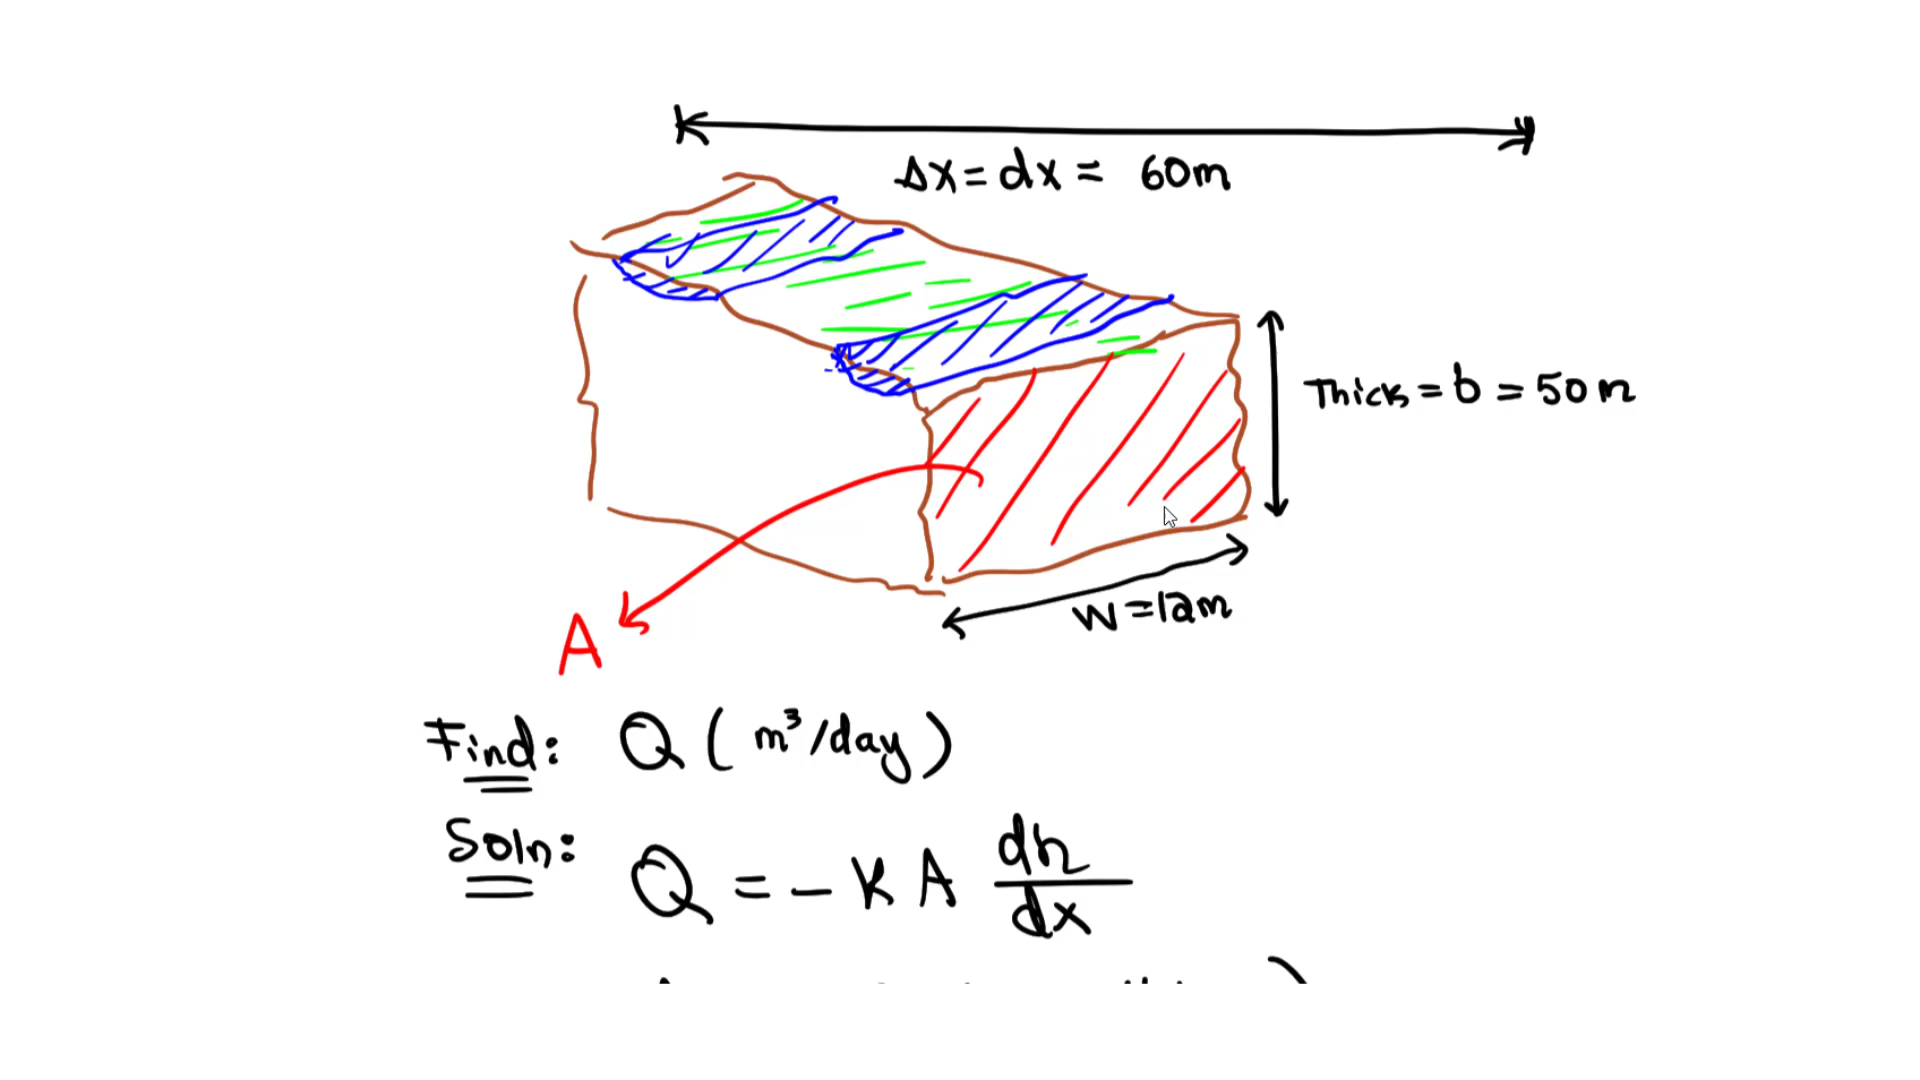 Δx = dx = 60m
Thick = b = 50m
W = 12m
A
Find: Q (m³/day)
Soln: Q = - K A dh/dx